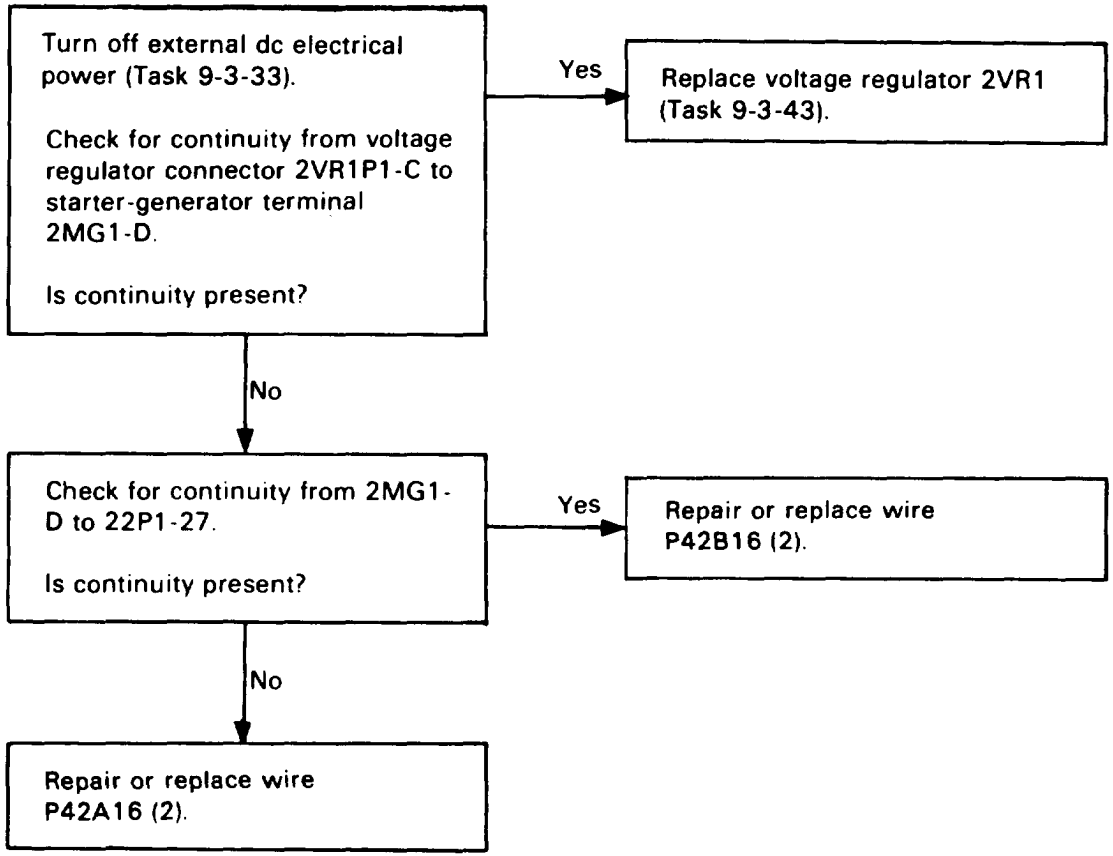 Turn off external dc electrical
power (Task 9-3-33).
Check for continuity from voltage
regulator connector 2VR1P1-C to
starter-generator terminal
2MG1-D.
Is continuity present?
Yes
Replace voltage regulator 2VR1
(Task 9-3-43).
No
Check for continuity from 2MG1-
D to 22P1-27.
Is continuity present?
Yes
Repair or replace wire
P42B16 (2).
No
Repair or replace wire
P42A16 (2).